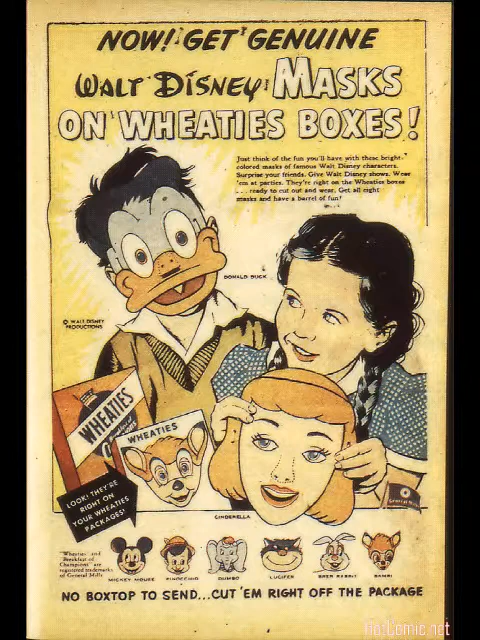 NOW! GET GENUINE
WALT DISNEY MASKS
ON WHEATIES BOXES!
Just think of the fun you'll have with these bright-
colored masks of famous Walt Disney characters.
Surprise your friends. Give Walt Disney shows. Wear
'em at parties. They're right on the Wheaties boxes
... ready to cut out and wear. Get all eight
masks and have a barrel of fun!
DONALD DUCK
© WALT DISNEY
PRODUCTIONS
WHEATIES
WHEATIES
LOOK! THEY'RE
RIGHT ON
YOUR WHEATIES
PACKAGES!
CINDERELLA
"Wheaties and
Breakfast of
Champions" are
registered trademarks
of General Mills
MICKEY MOUSE
PINOCCHIO
DUMBO
LUCIFER
BRER RABBIT
BAMBI
NO BOXTOP TO SEND...CUT 'EM RIGHT OFF THE PACKAGE
HotComic.net